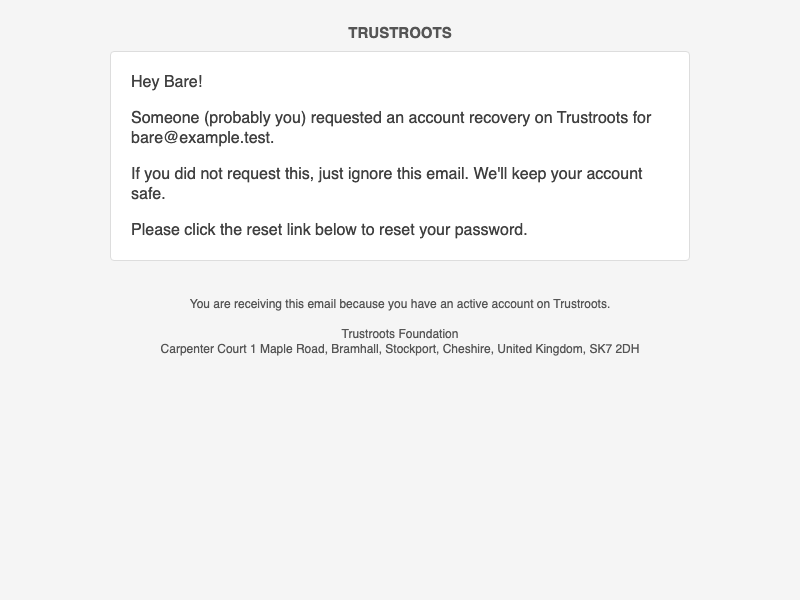 TRUSTROOTS
Hey Bare!
Someone (probably you) requested an account recovery on Trustroots for
bare@example.test.
If you did not request this, just ignore this email. We'll keep your account
safe.
Please click the reset link below to reset your password.
You are receiving this email because you have an active account on Trustroots.
Trustroots Foundation
Carpenter Court 1 Maple Road, Bramhall, Stockport, Cheshire, United Kingdom, SK7 2DH